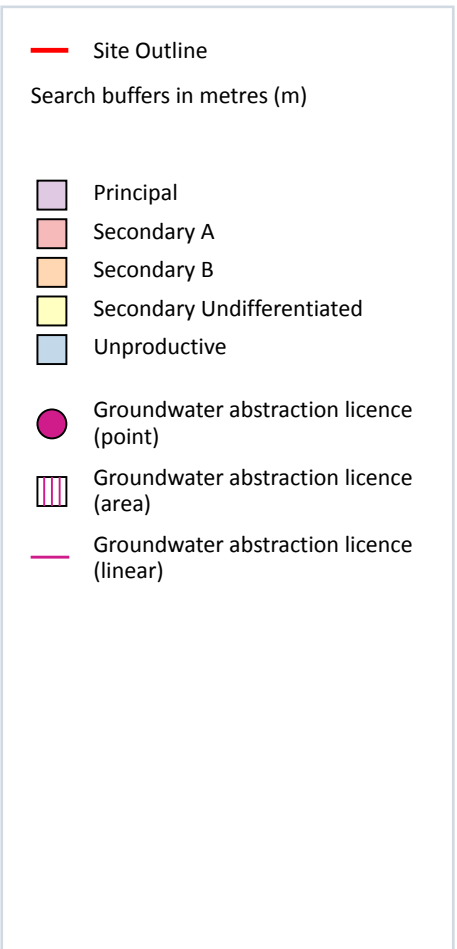 Site Outline
Search buffers in metres (m)
Principal
Secondary A
Secondary B
Secondary Undifferentiated
Unproductive
Groundwater abstraction licence
(point)
Groundwater abstraction licence
(area)
Groundwater abstraction licence
(linear)